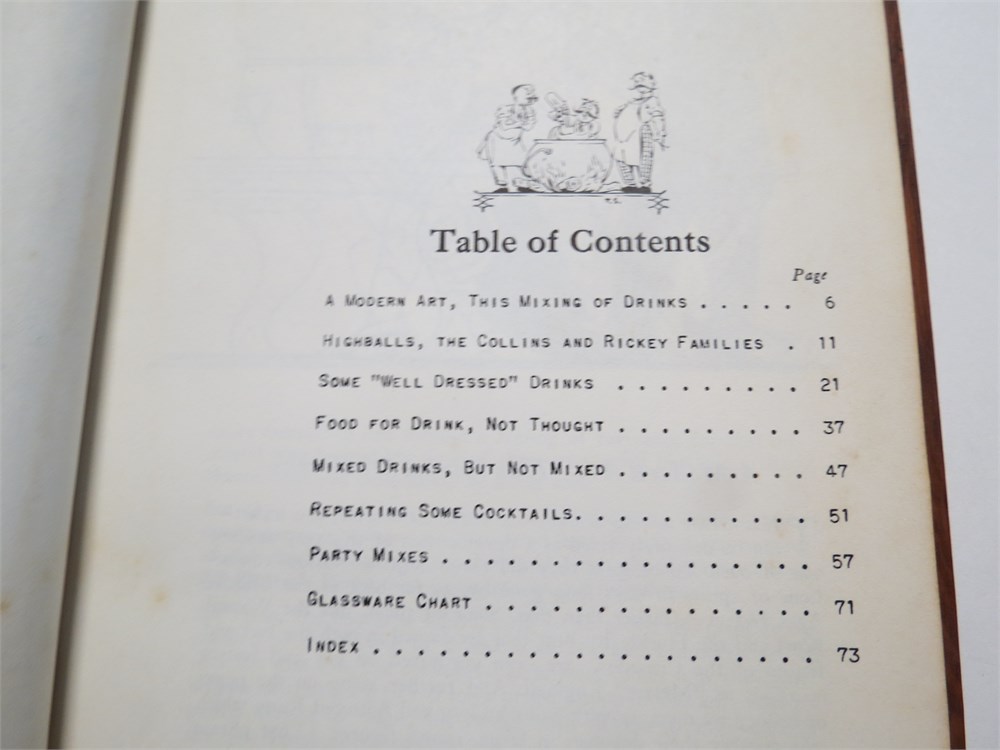 Table of Contents
Page
A Modern Art, This Mixing of Drinks . . . . . 6
Highballs, the Collins and Rickey Families . 11
Some "Well Dressed" Drinks . . . . . . . . . 21
Food for Drink, Not Thought . . . . . . . . . 37
Mixed Drinks, But Not Mixed . . . . . . . . . 47
Repeating Some Cocktails. . . . . . . . . . . 51
Party Mixes . . . . . . . . . . . . . . . . . 57
Glassware Chart . . . . . . . . . . . . . . . 71
Index . . . . . . . . . . . . . . . . . . . . 73